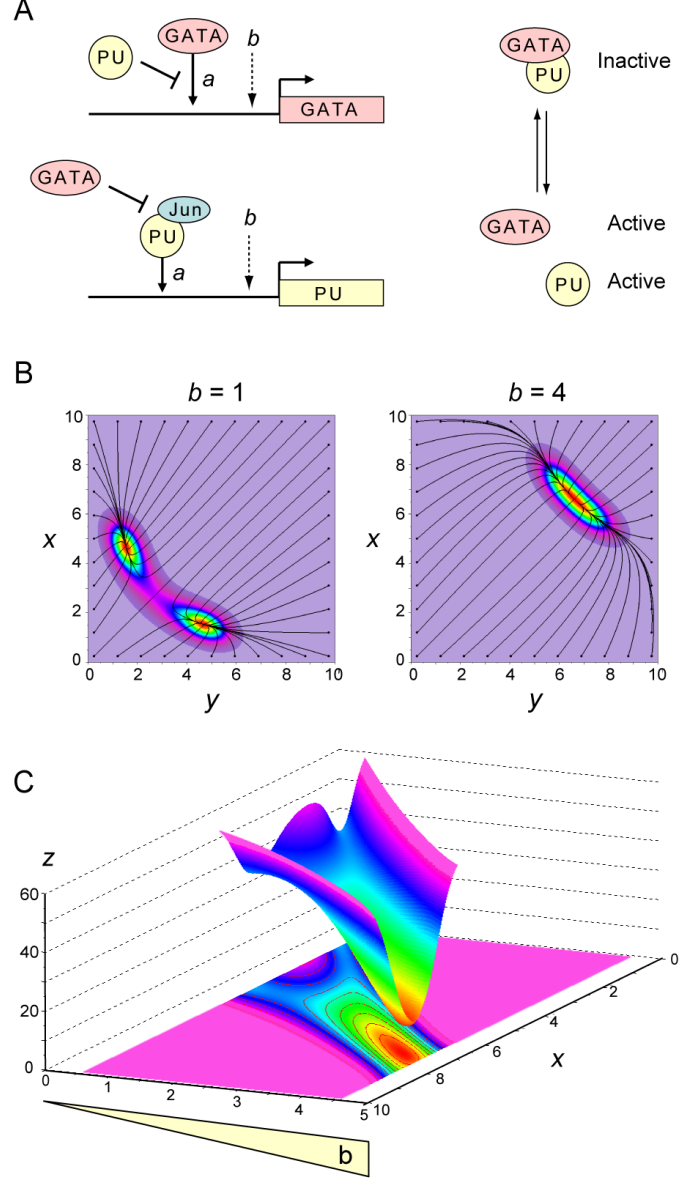 A
GATA
b
PU
a
GATA
GATA
PU
Inactive
GATA
Jun
PU
b
a
PU
GATA
Active
PU
Active
B
b = 1
b = 4
10
8
6
x
4
2
0
0 2 4 6 8 10
y
10
8
6
x
4
2
0
0 2 4 6 8 10
y
C
z
60
40
20
0
0 1 2 3 4 5
10 8 6 4 2 0
x
b